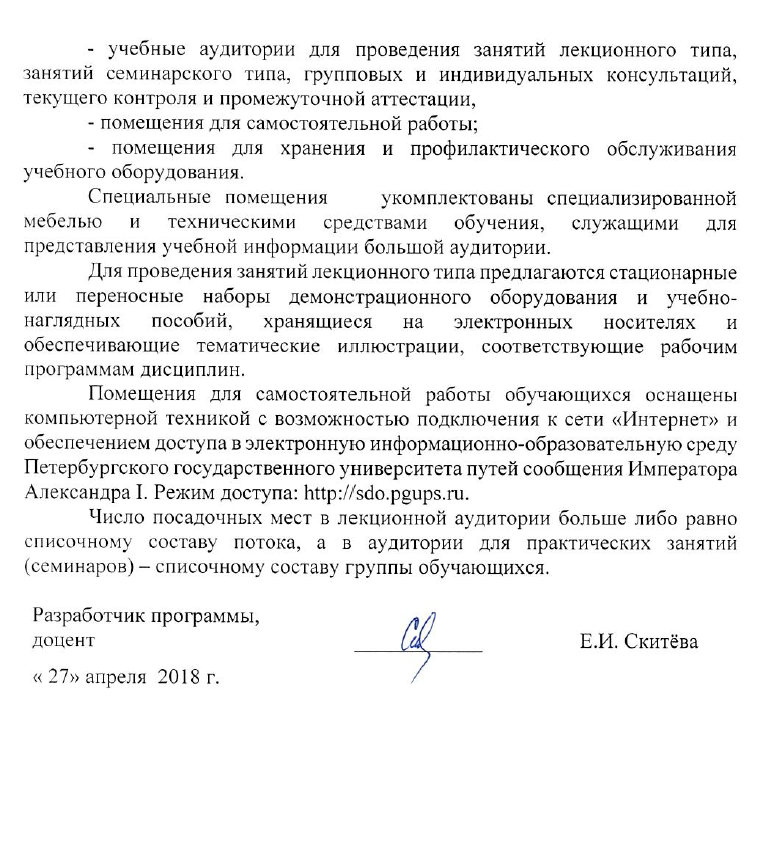 - учебные аудитории для проведения занятий лекционного типа,
занятий семинарского типа, групповых и индивидуальных консультаций,
текущего контроля и промежуточной аттестации,
- помещения для самостоятельной работы;
- помещения для хранения и профилактического обслуживания
учебного оборудования.
Специальные помещения укомплектованы специализированной
мебелью и техническими средствами обучения, служащими для
представления учебной информации большой аудитории.
Для проведения занятий лекционного типа предлагаются стационарные
или переносные наборы демонстрационного оборудования и учебно-
наглядных пособий, хранящиеся на электронных носителях и
обеспечивающие тематические иллюстрации, соответствующие рабочим
программам дисциплин.
Помещения для самостоятельной работы обучающихся оснащены
компьютерной техникой с возможностью подключения к сети «Интернет» и
обеспечением доступа в электронную информационно-образовательную среду
Петербургского государственного университета путей сообщения Императора
Александра I. Режим доступа: http://sdo.pgups.ru.
Число посадочных мест в лекционной аудитории больше либо равно
списочному составу потока, а в аудитории для практических занятий
(семинаров) – списочному составу группы обучающихся.
Разработчик программы,
доцент Е.И. Скитёва
« 27» апреля 2018 г.